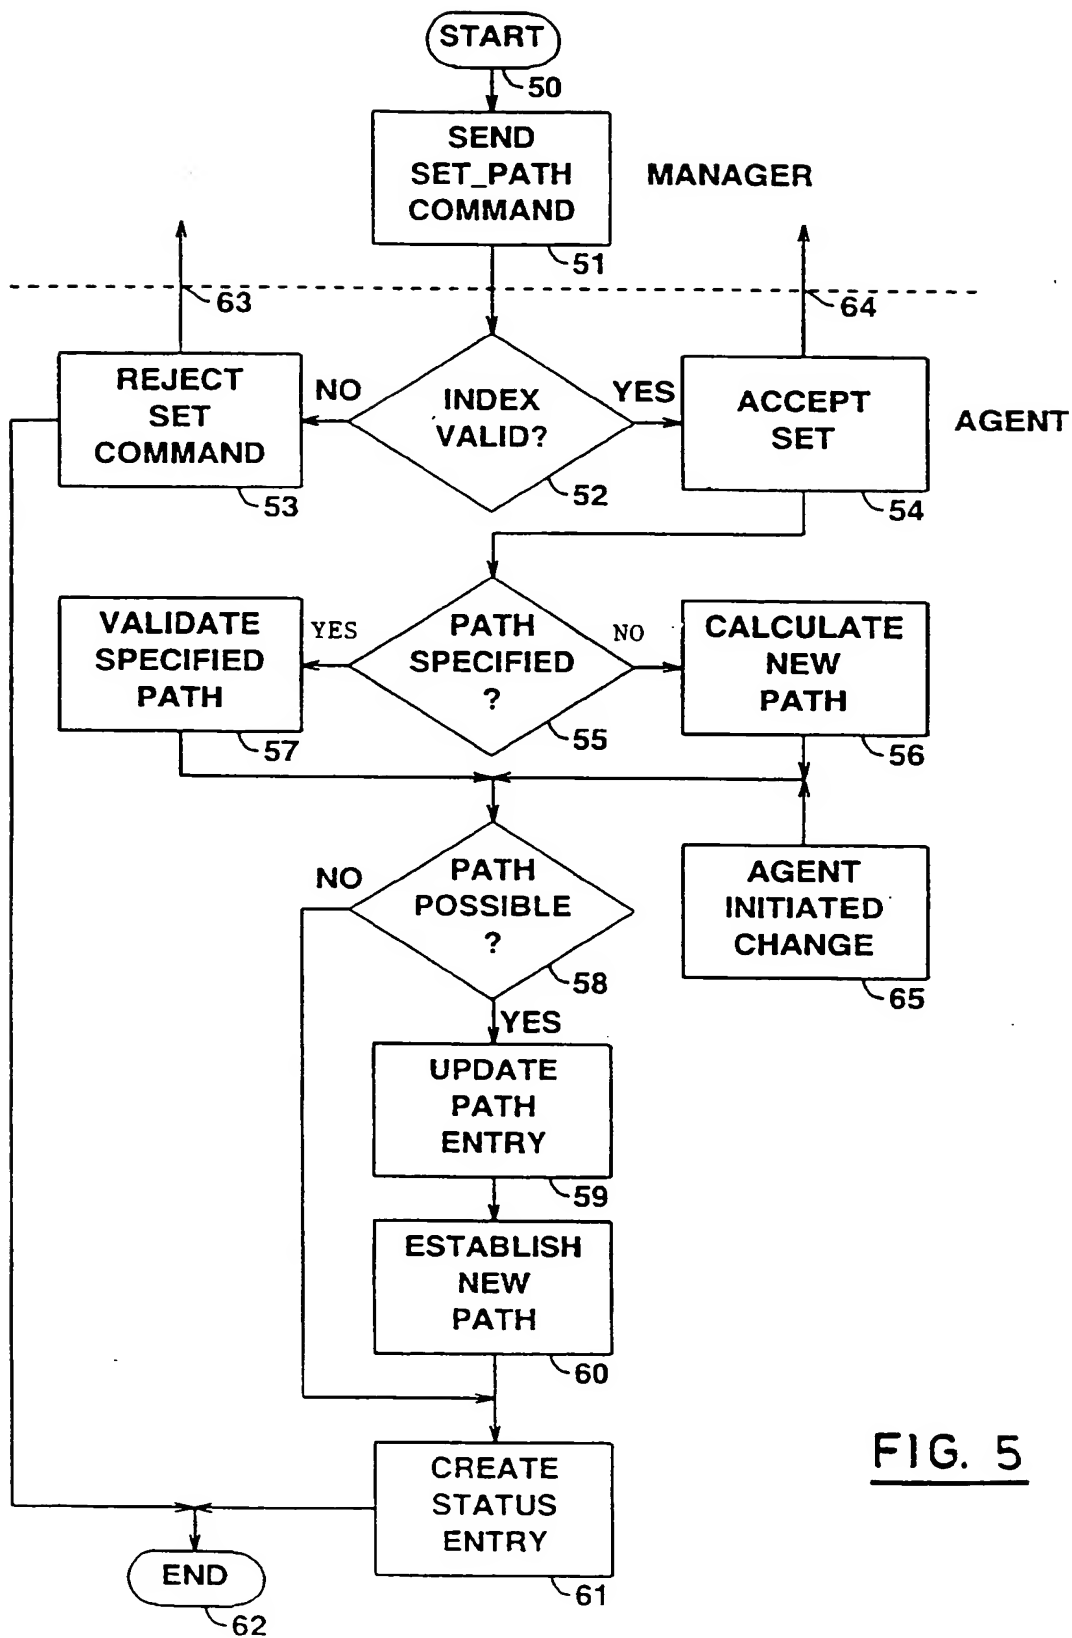 START
50
SEND
SET_PATH
COMMAND
51
MANAGER
63
64
REJECT
SET
COMMAND
53
NO
INDEX
VALID?
52
YES
ACCEPT
SET
54
AGENT
VALIDATE
SPECIFIED
PATH
57
YES
PATH
SPECIFIED
?
55
NO
CALCULATE
NEW
PATH
56
NO
PATH
POSSIBLE
?
58
AGENT
INITIATED
CHANGE
65
YES
UPDATE
PATH
ENTRY
59
ESTABLISH
NEW
PATH
60
CREATE
STATUS
ENTRY
61
END
62
FIG. 5